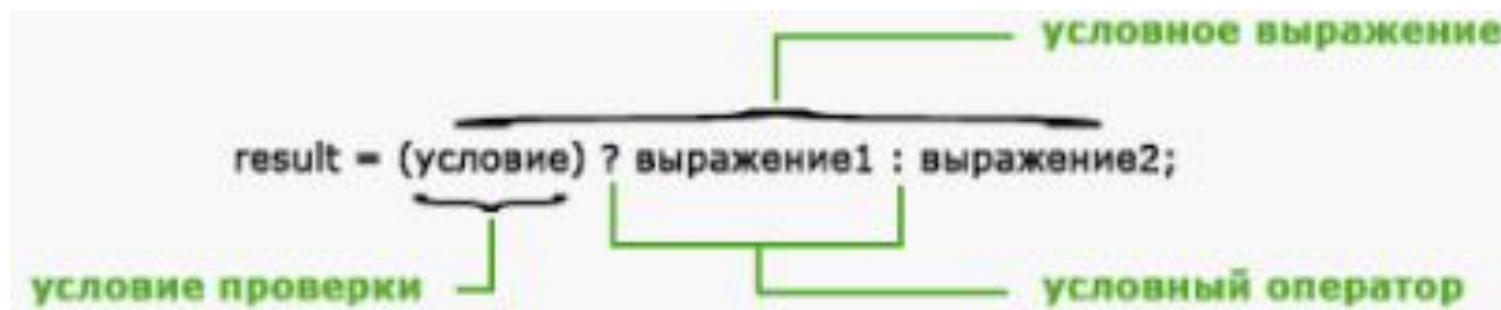 условное выражение
result = (условие) ? выражение1 : выражение2;
условие проверки условный оператор